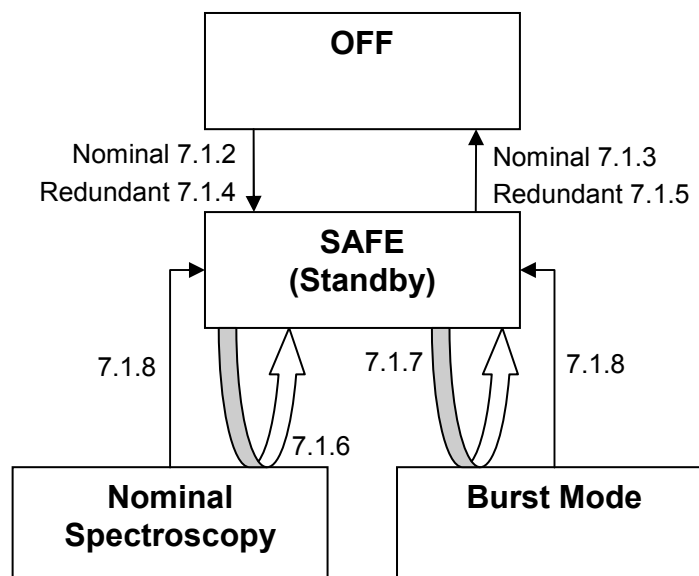 OFF
Nominal 7.1.2
Redundant 7.1.4
Nominal 7.1.3
Redundant 7.1.5
SAFE
(Standby)
7.1.8
7.1.6
7.1.7
7.1.8
Nominal
Spectroscopy
Burst Mode